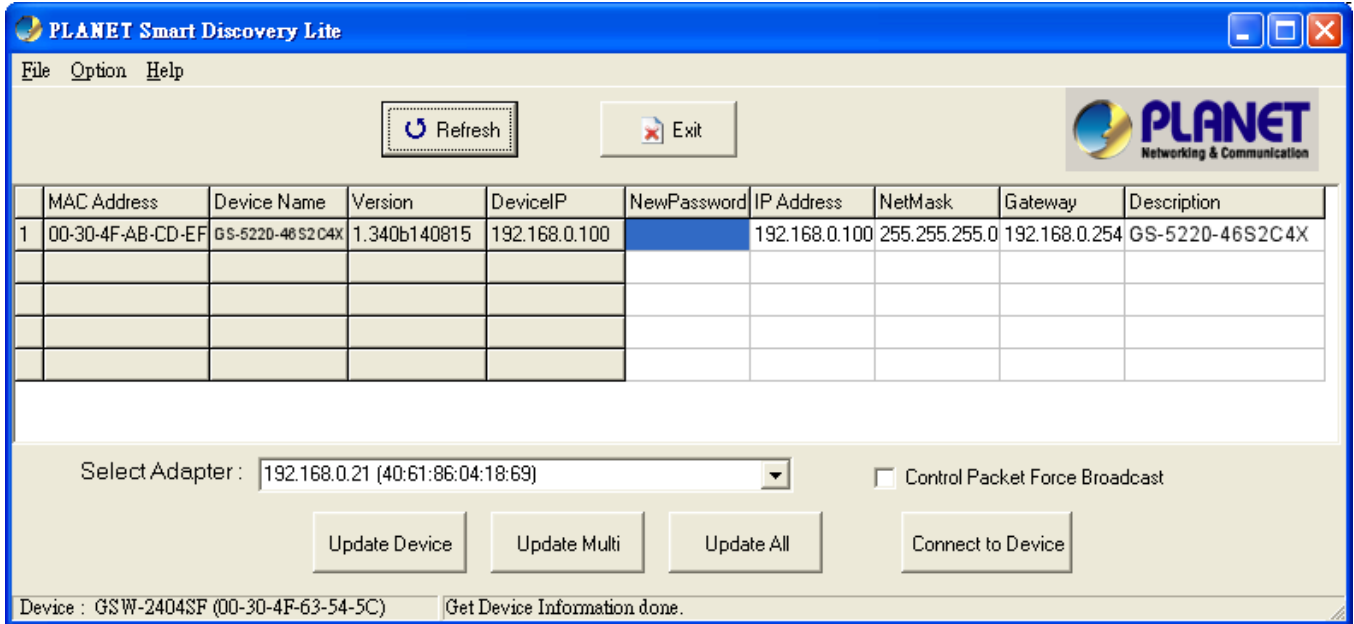 PLANET Smart Discovery Lite
File Option Help
Refresh Exit
PLANET
Networking & Communication
MAC Address Device Name Version DeviceIP NewPassword IP Address NetMask Gateway Description
1 00-30-4F-AB-CD-EF GS-5220-46S2C4X 1.340b140815 192.168.0.100 192.168.0.100 255.255.255.0 192.168.0.254 GS-5220-46S2C4X
Select Adapter : 192.168.0.21 (40:61:86:04:18:69) Control Packet Force Broadcast
Update Device Update Multi Update All Connect to Device
Device : GSW-2404SF (00-30-4F-63-54-5C) Get Device Information done.